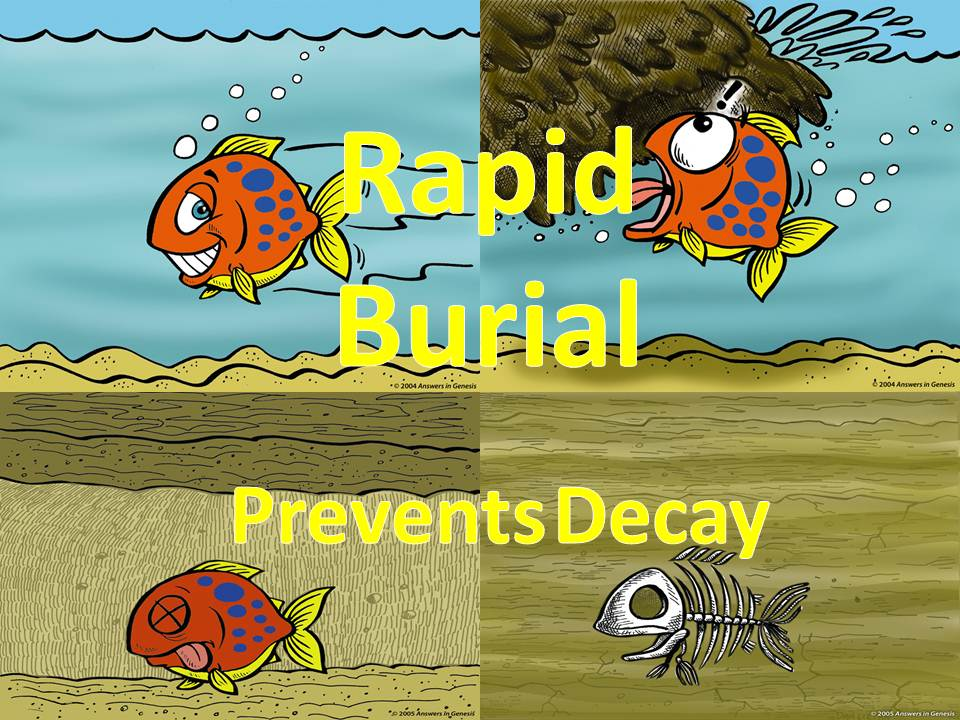 !
Rapid
Burial
© 2004 Answers in Genesis
© 2004 Answers in Genesis
Prevents Decay
© 2005 Answers in Genesis
© 2005 Answers in Genesis